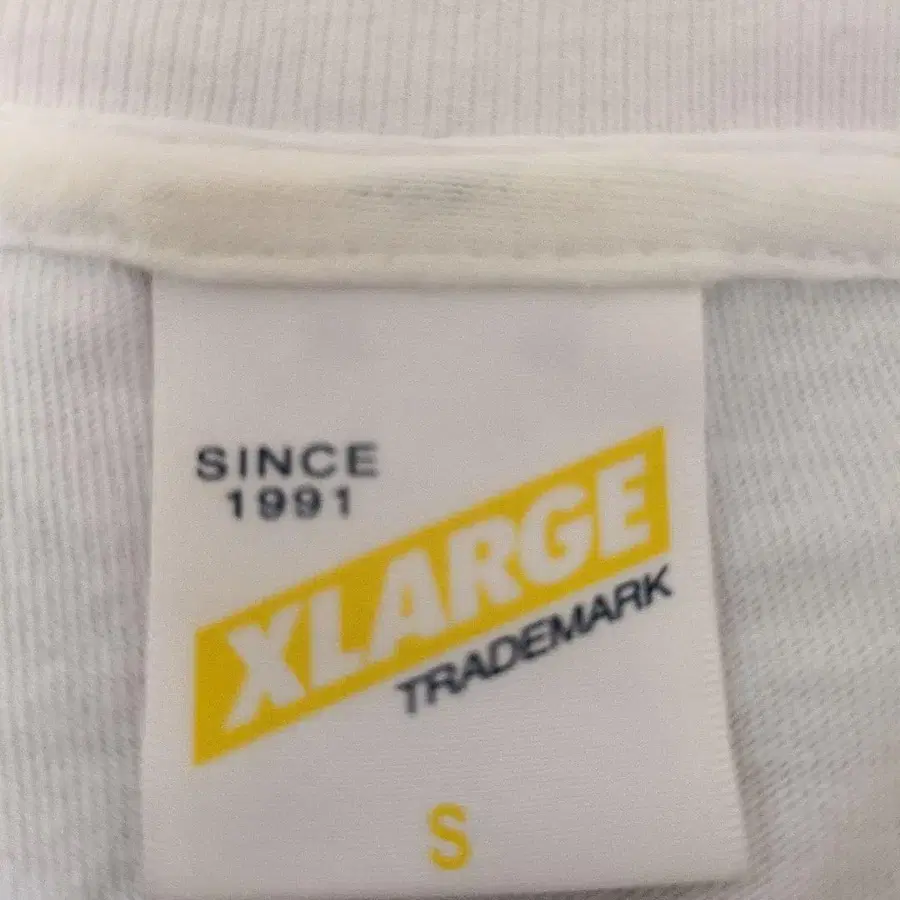 SINCE
1991
XLARGE
TRADEMARK
S